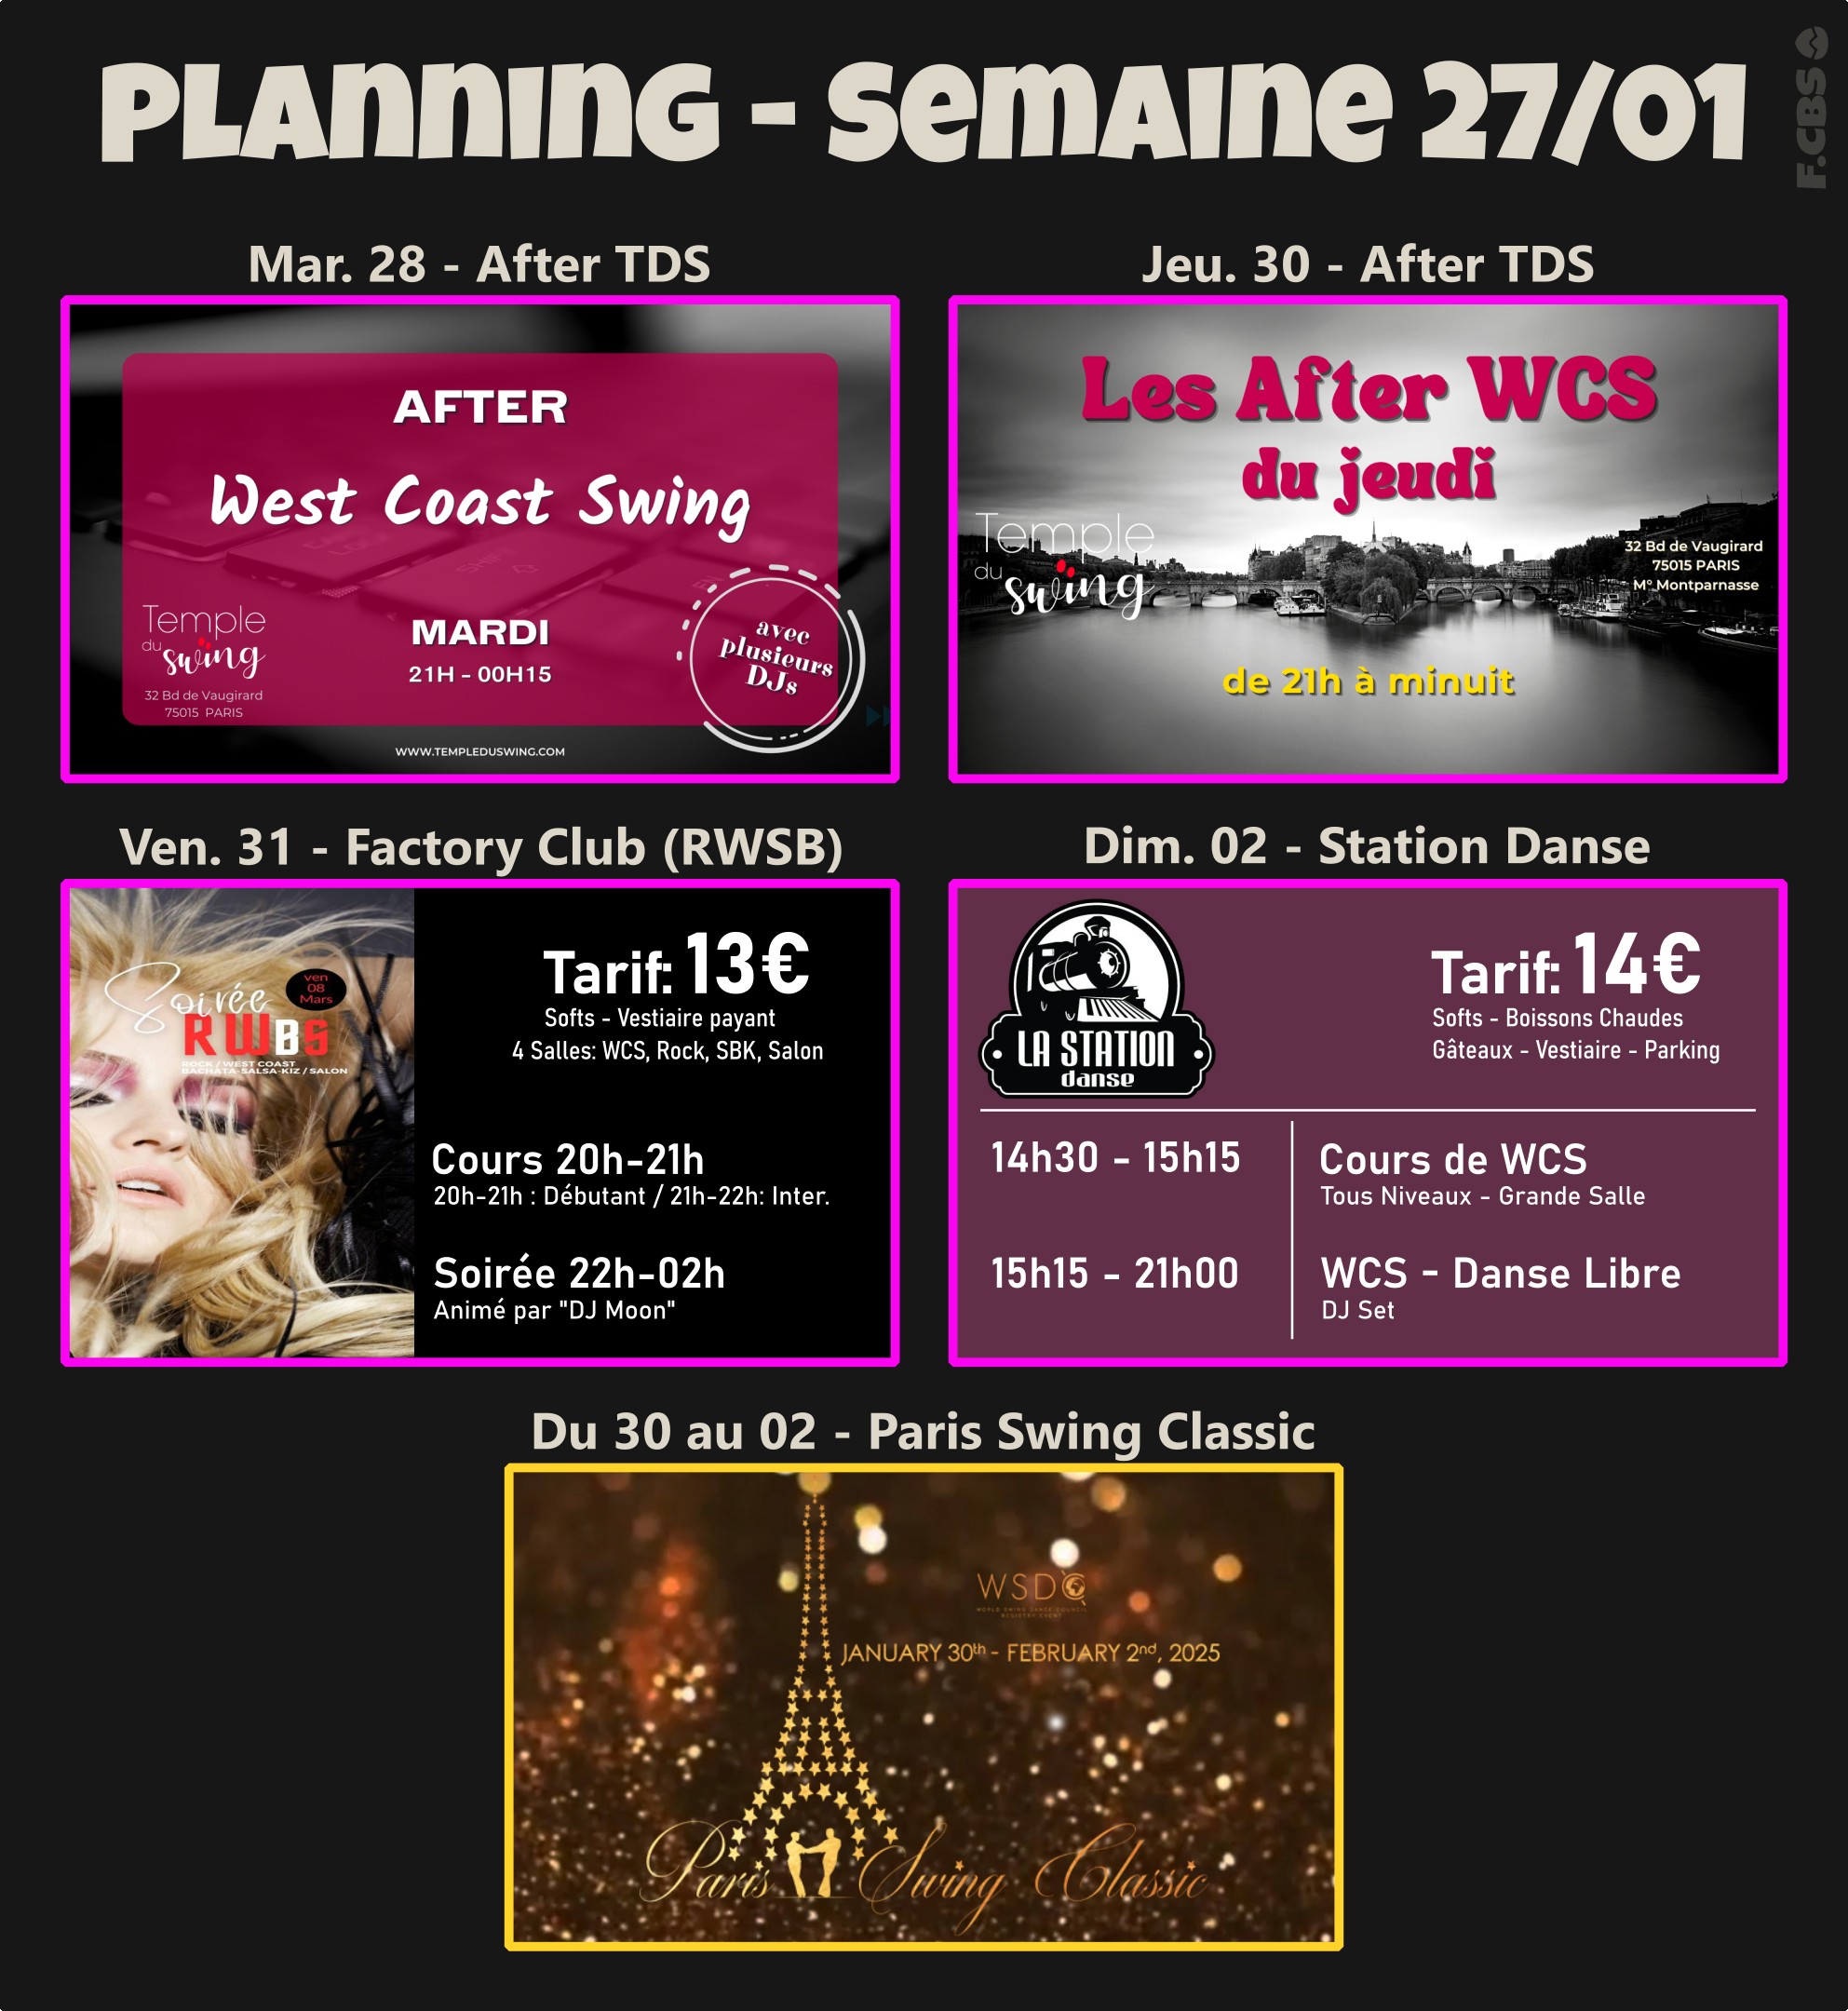 PLANNING - SEMAINE 27/01
F.CBS
Mar. 28 - After TDS
AFTER
West Coast Swing
Temple
du
swing
32 Bd de Vaugirard
75015 PARIS
MARDI
21H - 00H15
avec
plusieurs
DJs
WWW.TEMPLEDUSWING.COM
Jeu. 30 - After TDS
Les After WCS
du jeudi
Temple
du
swing
32 Bd de Vaugirard
75015 PARIS
M° Montparnasse
de 21h à minuit
Ven. 31 - Factory Club (RWSB)
Soirée
ven
08
Mars
RWBS
ROCK / WEST COAST
BACHATA-SALSA-KIZ / SALON
Tarif: 13€
Softs - Vestiaire payant
4 Salles: WCS, Rock, SBK, Salon
Cours 20h-21h
20h-21h : Débutant / 21h-22h: Inter.
Soirée 22h-02h
Animé par "DJ Moon"
Dim. 02 - Station Danse
LA STATION
danse
Tarif: 14€
Softs - Boissons Chaudes
Gâteaux - Vestiaire - Parking
14h30 - 15h15
Cours de WCS
Tous Niveaux - Grande Salle
15h15 - 21h00
WCS - Danse Libre
DJ Set
Du 30 au 02 - Paris Swing Classic
WSDC
WORLD SWING DANCE COUNCIL
REGISTRY EVENT
JANUARY 30th - FEBRUARY 2nd, 2025
Paris Swing Classic